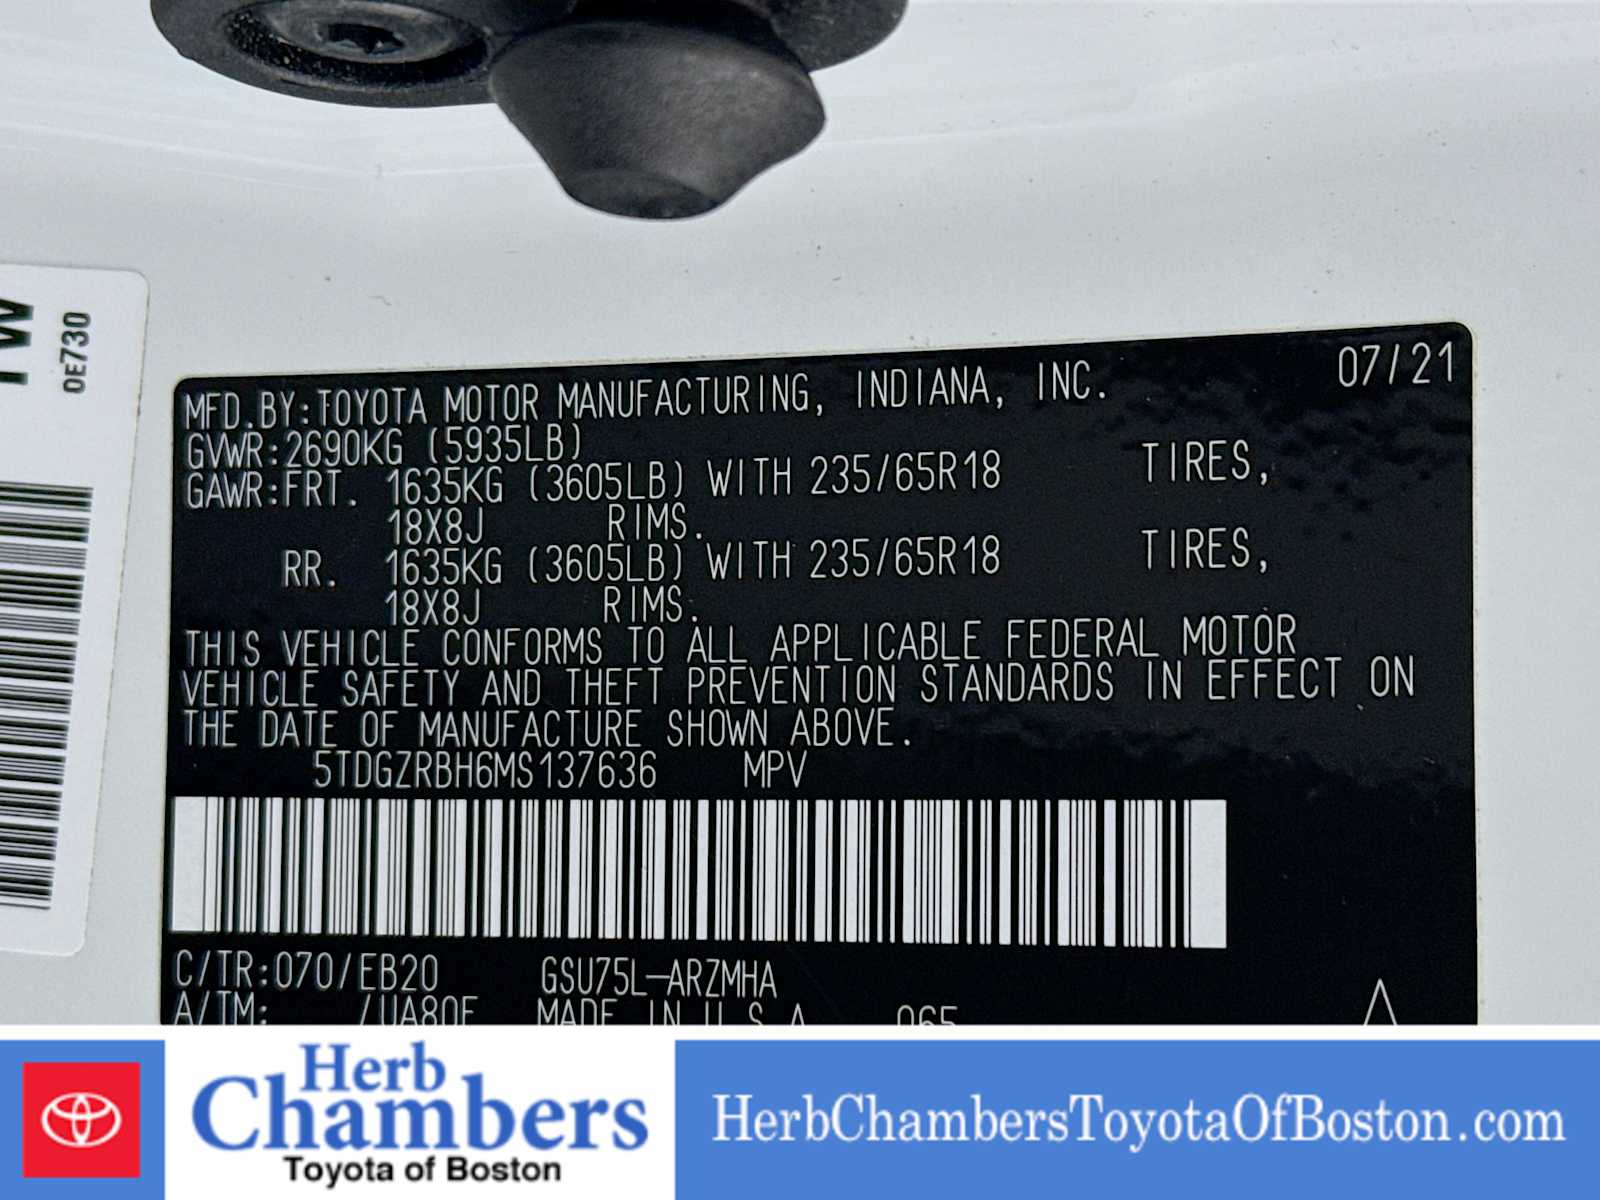 0E730
07/21
MFD.BY:TOYOTA MOTOR MANUFACTURING, INDIANA, INC.
GVWR:2690KG (5935LB)
GAWR:FRT. 1635KG (3605LB) WITH 235/65R18 TIRES,
18X8J RIMS.
RR. 1635KG (3605LB) WITH 235/65R18 TIRES,
18X8J RIMS.
THIS VEHICLE CONFORMS TO ALL APPLICABLE FEDERAL MOTOR
VEHICLE SAFETY AND THEFT PREVENTION STANDARDS IN EFFECT ON
THE DATE OF MANUFACTURE SHOWN ABOVE.
5TDGZRBH6MS137636 MPV
C/TR:070/EB20 GSU75L-ARZMHA
A/TM: MADE IN U.S.A.
Herb
Chambers
Toyota of Boston
HerbChambersToyotaOfBoston.com